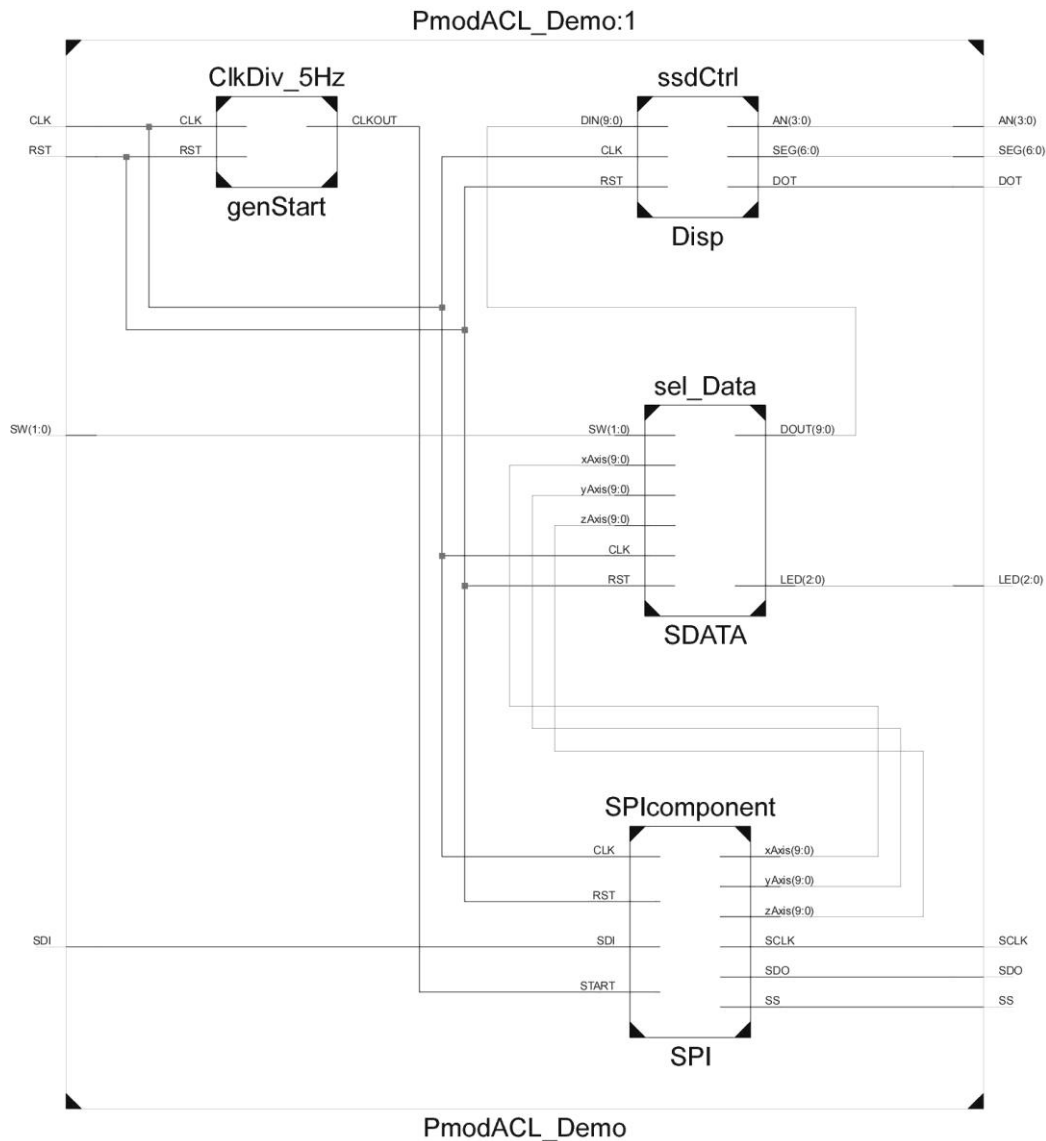 PmodACL_Demo:1
ClkDiv_5Hz
ssdCtrl
CLK
CLK
CLKOUT
DIN(9:0)
AN(3:0)
AN(3:0)
RST
RST
CLK
SEG(6:0)
SEG(6:0)
RST
DOT
DOT
genStart
Disp
sel_Data
SW(1:0)
SW(1:0)
DOUT(9:0)
xAxis(9:0)
yAxis(9:0)
zAxis(9:0)
CLK
RST
LED(2:0)
LED(2:0)
SDATA
SPIcomponent
CLK
xAxis(9:0)
yAxis(9:0)
RST
zAxis(9:0)
SDI
SDI
SCLK
SCLK
SDO
SDO
START
SS
SS
SPI
PmodACL_Demo